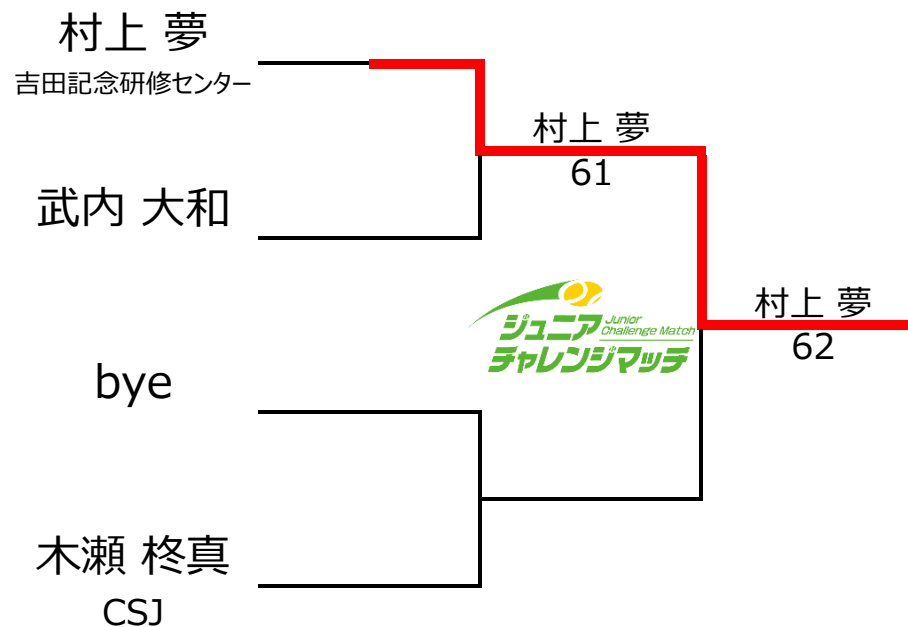 村上 夢
吉田記念研修センター
村上 夢
61
武内 大和
村上 夢
62
ジュニア Junior Challenge Match
チャレンジマッチ
bye
木瀬 柊真
CSJ